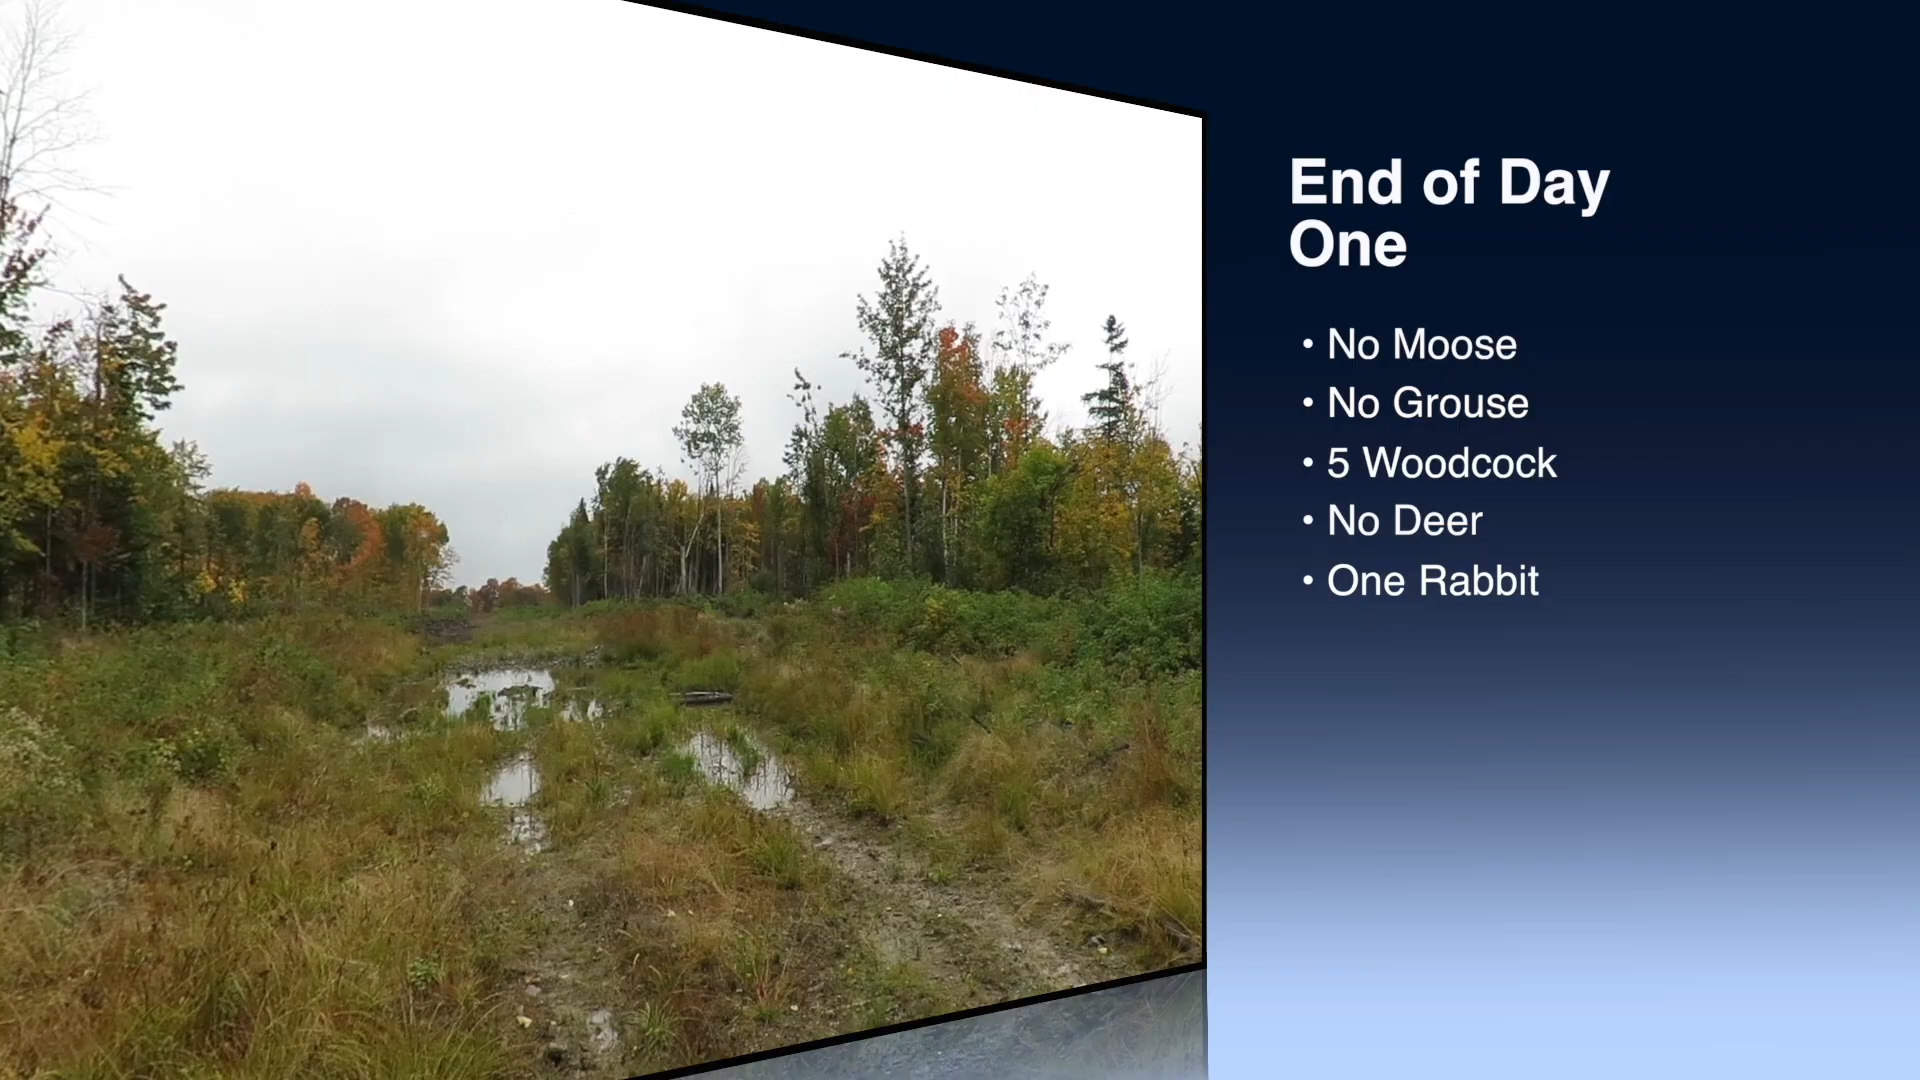 End of Day
One
• No Moose
• No Grouse
• 5 Woodcock
• No Deer
• One Rabbit